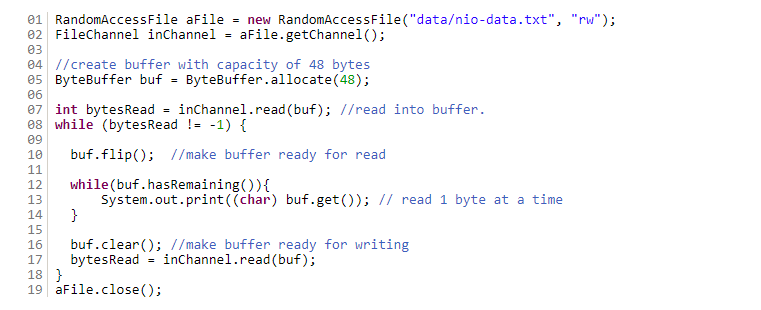 01 RandomAccessFile aFile = new RandomAccessFile("data/nio-data.txt", "rw");
02 FileChannel inChannel = aFile.getChannel();
03
04 //create buffer with capacity of 48 bytes
05 ByteBuffer buf = ByteBuffer.allocate(48);
06
07 int bytesRead = inChannel.read(buf); //read into buffer.
08 while (bytesRead != -1) {
09
10   buf.flip();  //make buffer ready for read
11
12   while(buf.hasRemaining()){
13       System.out.print((char) buf.get()); // read 1 byte at a time
14   }
15
16   buf.clear(); //make buffer ready for writing
17   bytesRead = inChannel.read(buf);
18 }
19 aFile.close();